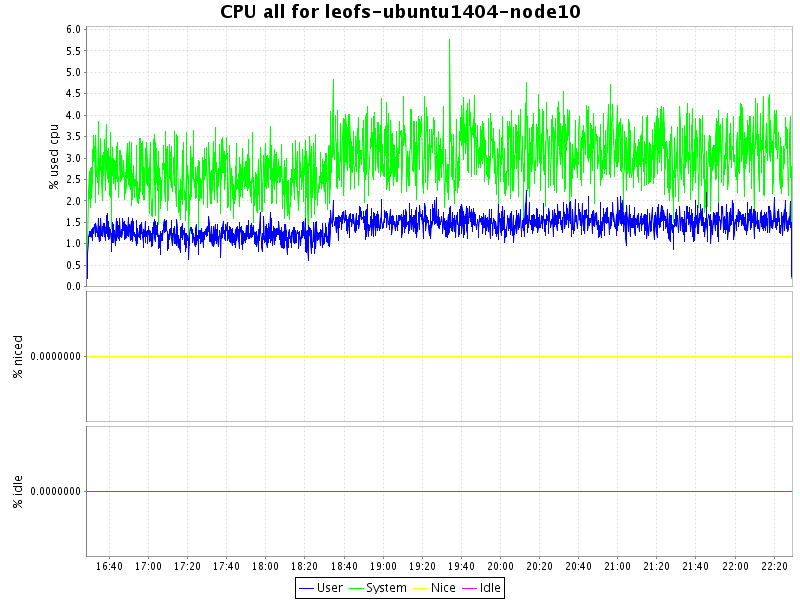 CPU all for leofs-ubuntu1404-node10
6.0
5.5
5.0
4.5
4.0
3.5
3.0
2.5
2.0
1.5
1.0
0.5
0.0
% used cpu
0.0000000
% niced
0.0000000
% idle
16:40 17:00 17:20 17:40 18:00 18:20 18:40 19:00 19:20 19:40 20:00 20:20 20:40 21:00 21:20 21:40 22:00 22:20
User System Nice Idle